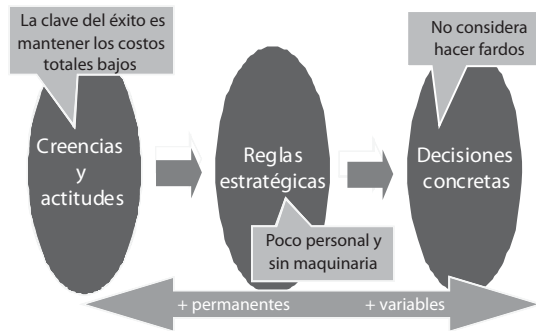 La clave del éxito es
mantener los costos
totales bajos
No considera
hacer fardos
Creencias
y
actitudes
Reglas
estratégicas
Decisiones
concretas
Poco personal y
sin maquinaria
+ permanentes
+ variables